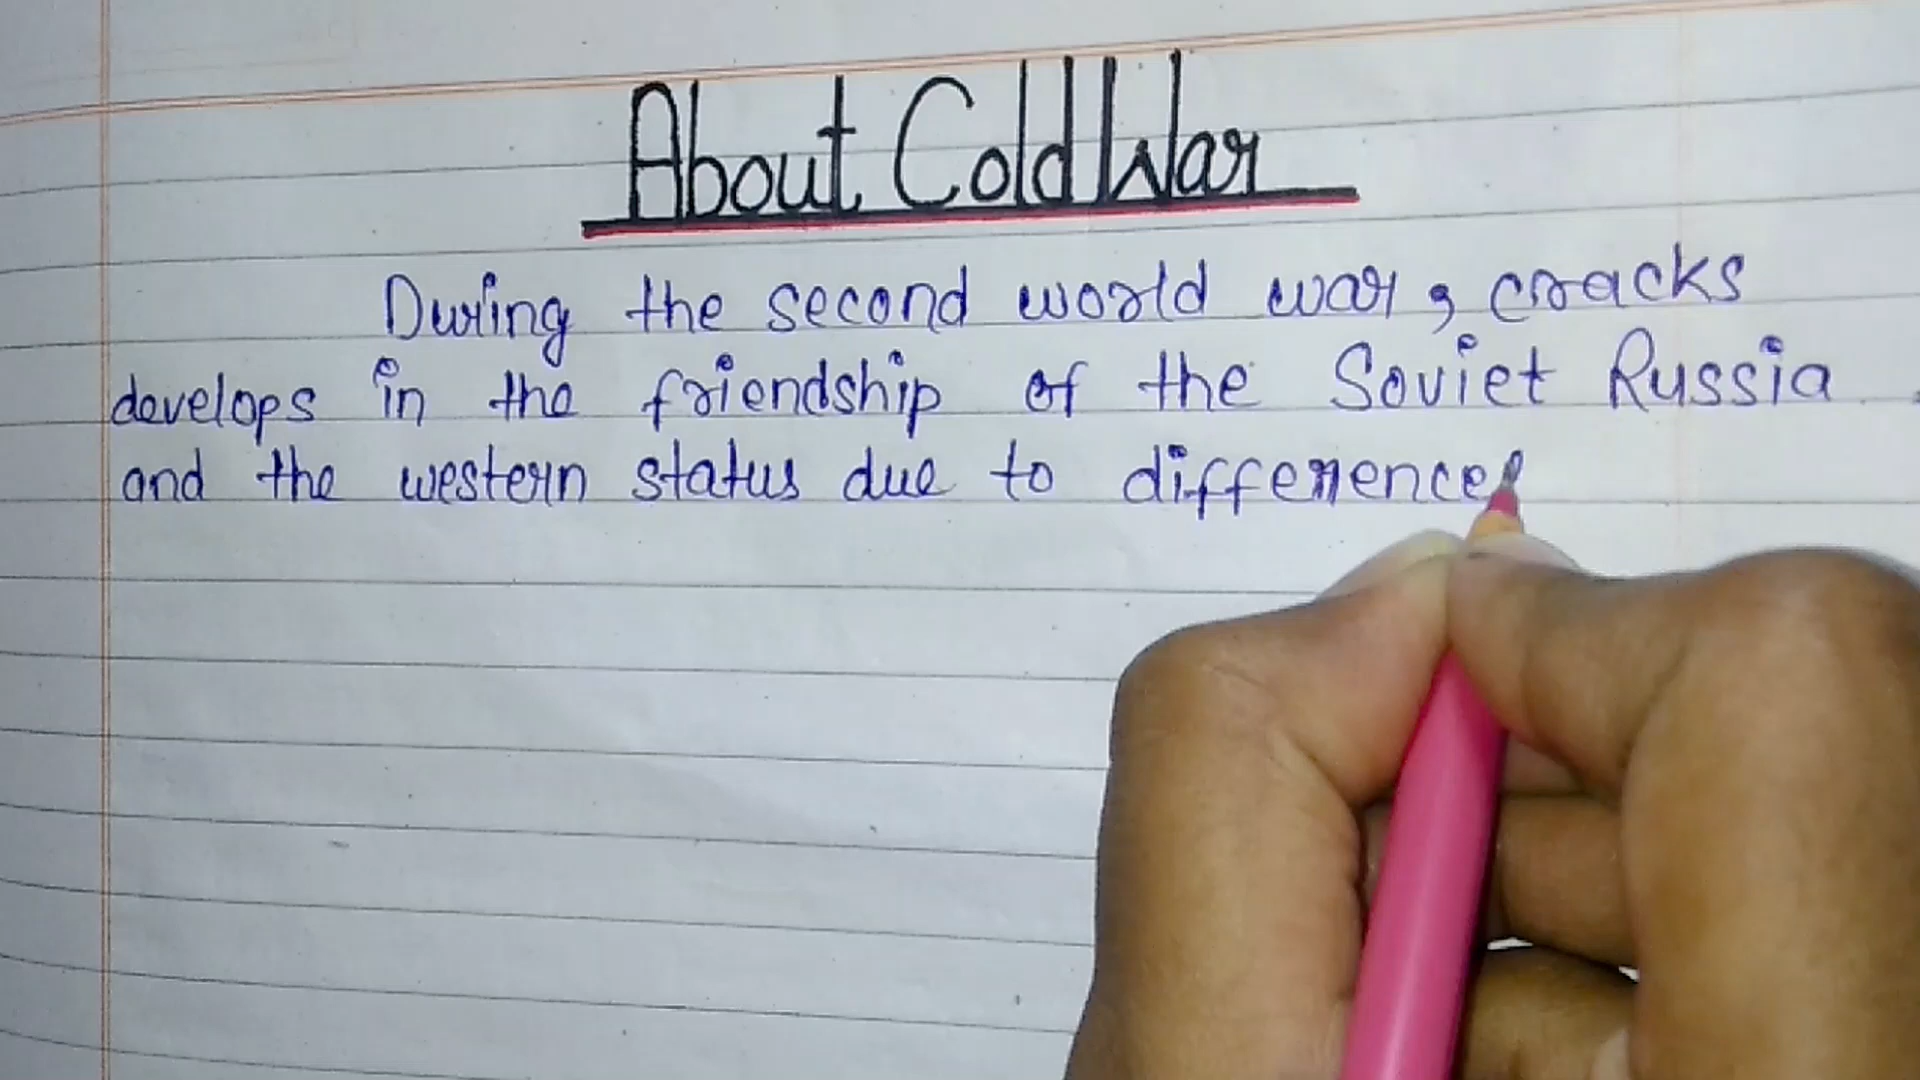 About Cold War
During the second world war, cracks
develops in the friendship of the Soviet Russia
and the western status due to difference